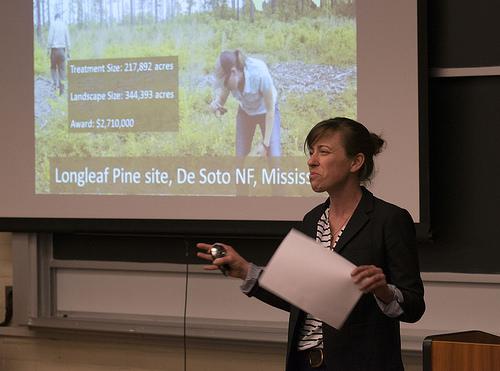 Treatment Size: 217,892 acres
Landscape Size: 344,393 acres
Award: $2,710,000
Longleaf Pine site, De Soto NF, Mississ